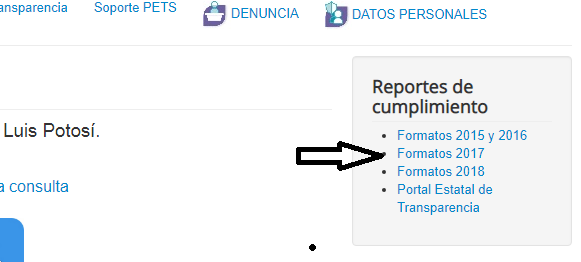 ansparencia Soporte PETS DENUNCIA DATOS PERSONALES
Reportes de
cumplimiento
Luis Potosí.
Formatos 2015 y 2016
Formatos 2017
Formatos 2018
a consulta
Portal Estatal de
Transparencia